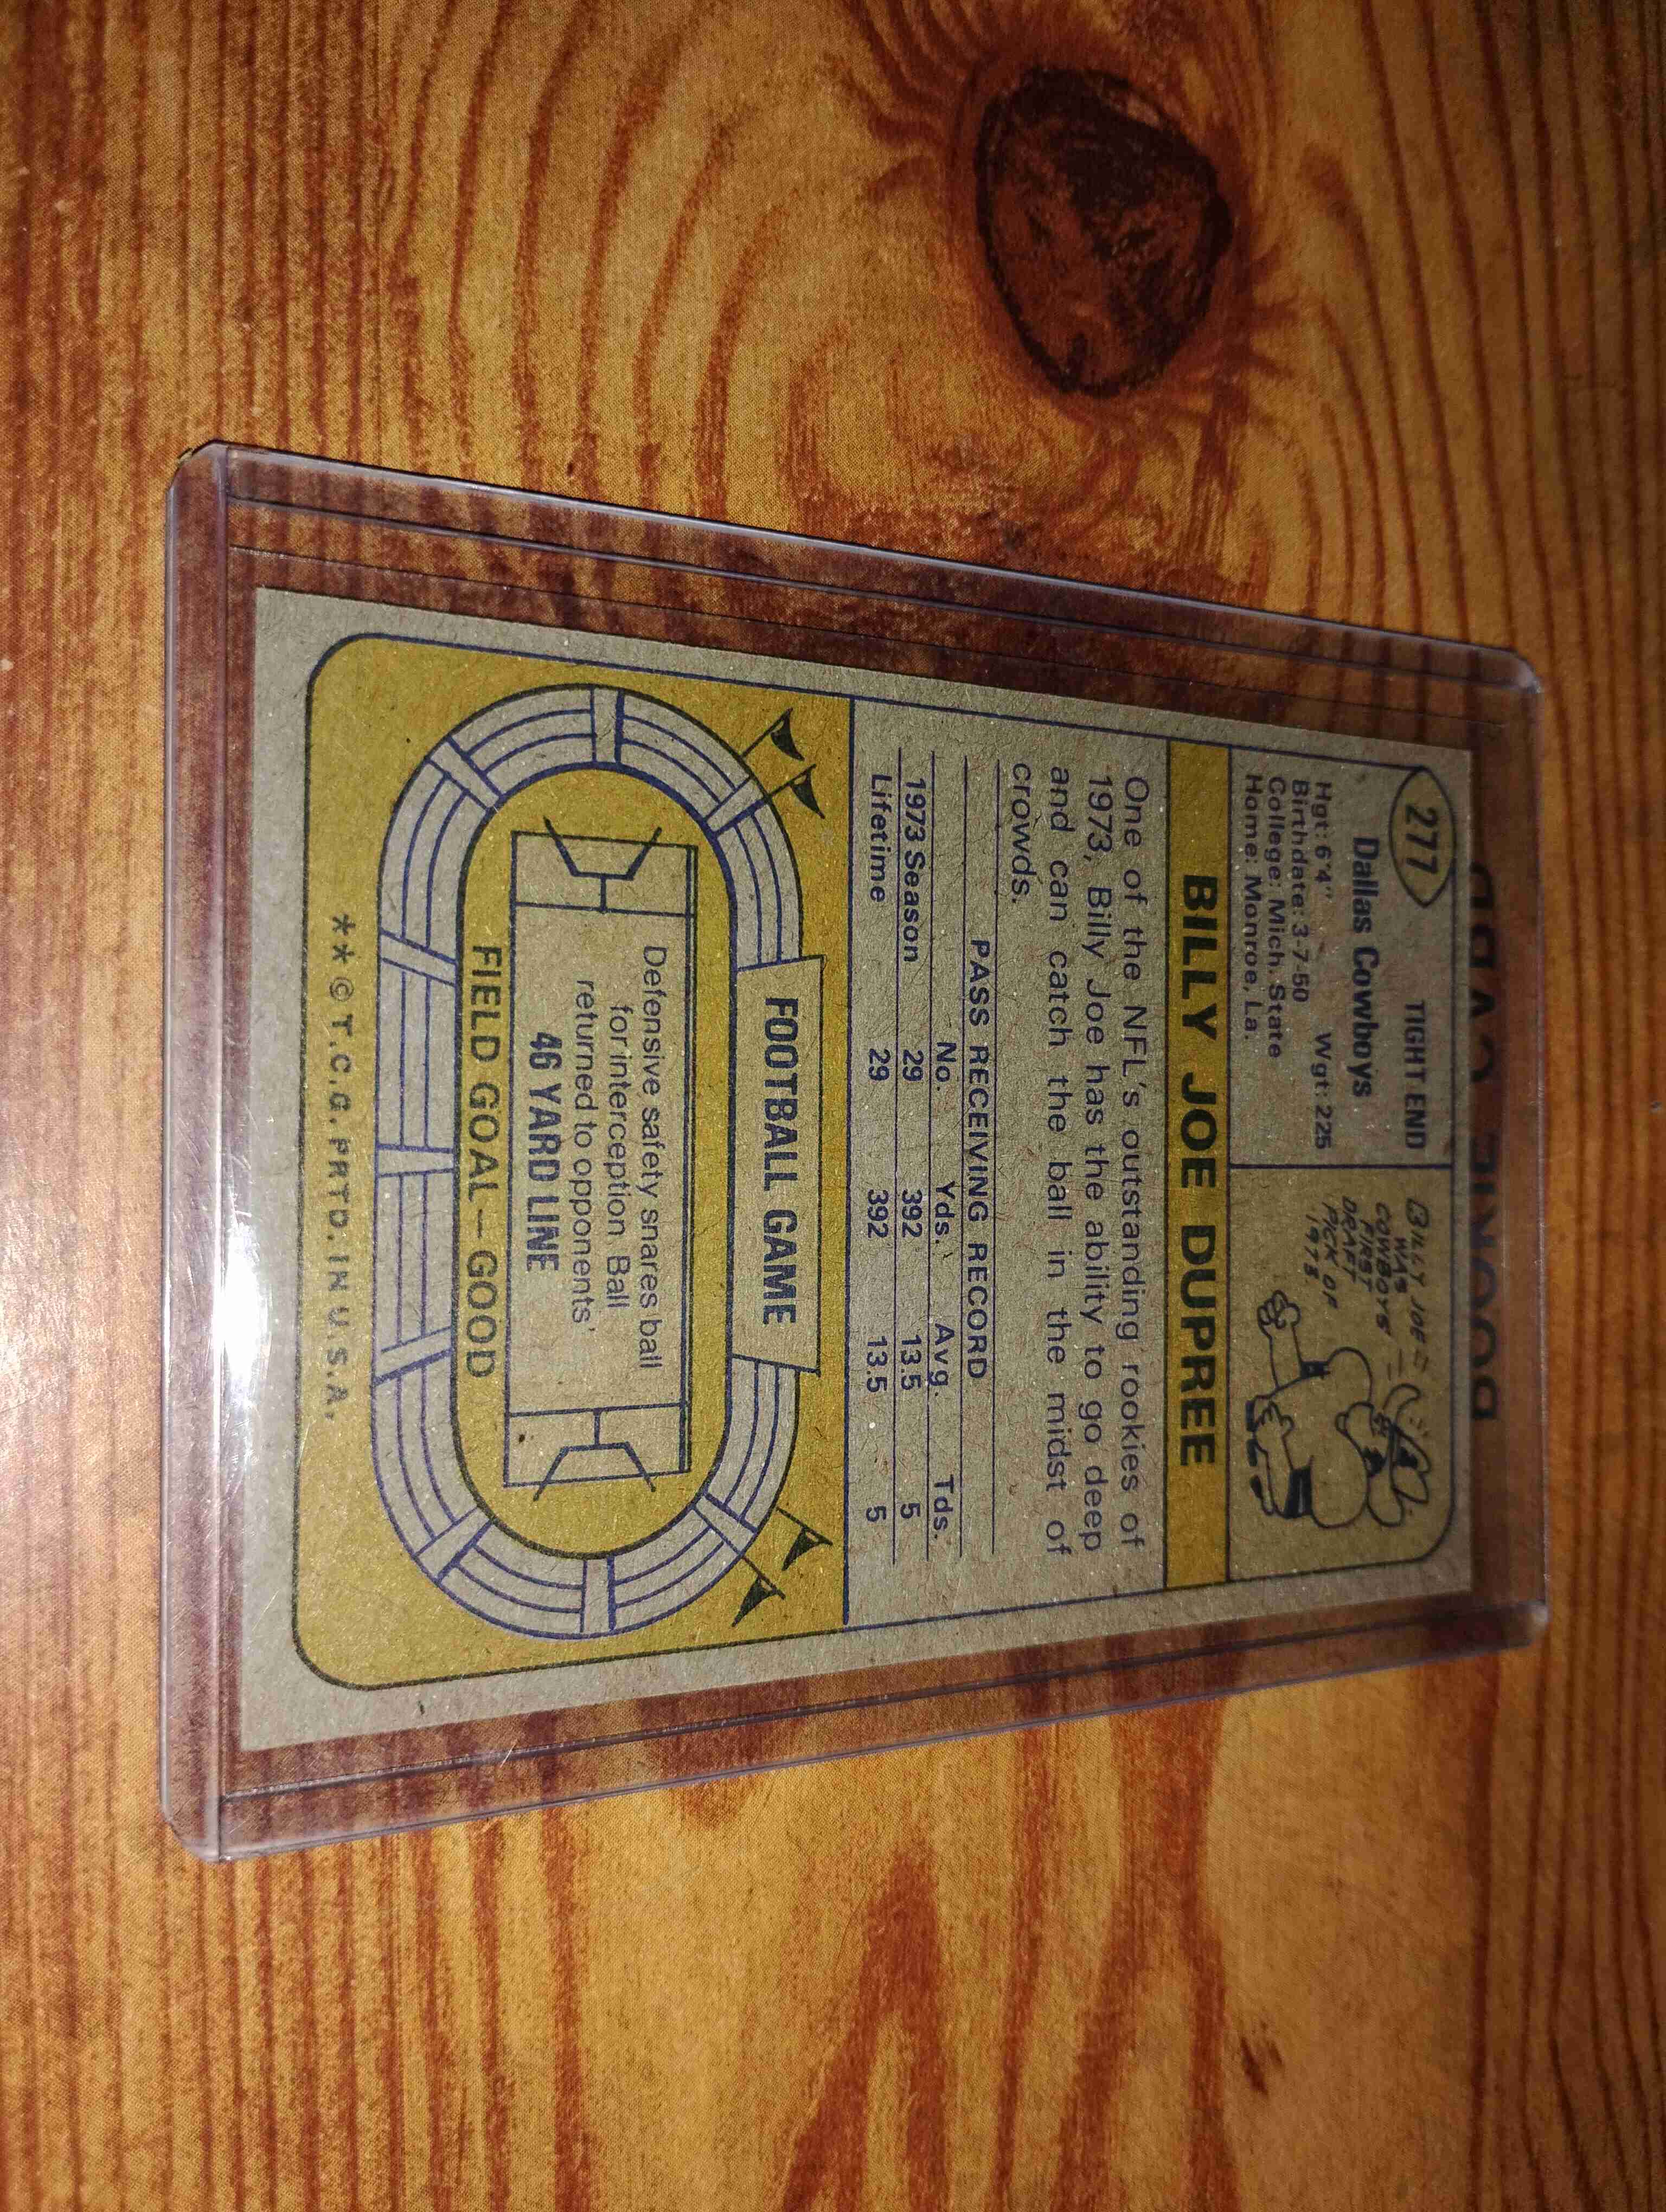 ROOKIE CARD
277
TIGHT END
Dallas Cowboys
Hgt: 6'4" Wgt: 225
Birthdate: 3-7-50
College: Mich. State
Home: Monroe, La.
BILLY JOE
WAS
COWBOYS'
FIRST
DRAFT
PICK OF
1973
BILLY JOE DUPREE
One of the NFL's outstanding rookies of
1973, Billy Joe has the ability to go deep
and can catch the ball in the midst of
crowds.
PASS RECEIVING RECORD
No. Yds. Avg. Tds.
1973 Season 29 392 13.5 5
Lifetime 29 392 13.5 5
FOOTBALL GAME
Defensive safety snares ball
for interception. Ball
returned to opponents'
46 YARD LINE
FIELD GOAL—GOOD
**© T.C.G. PRTD. IN U.S.A.